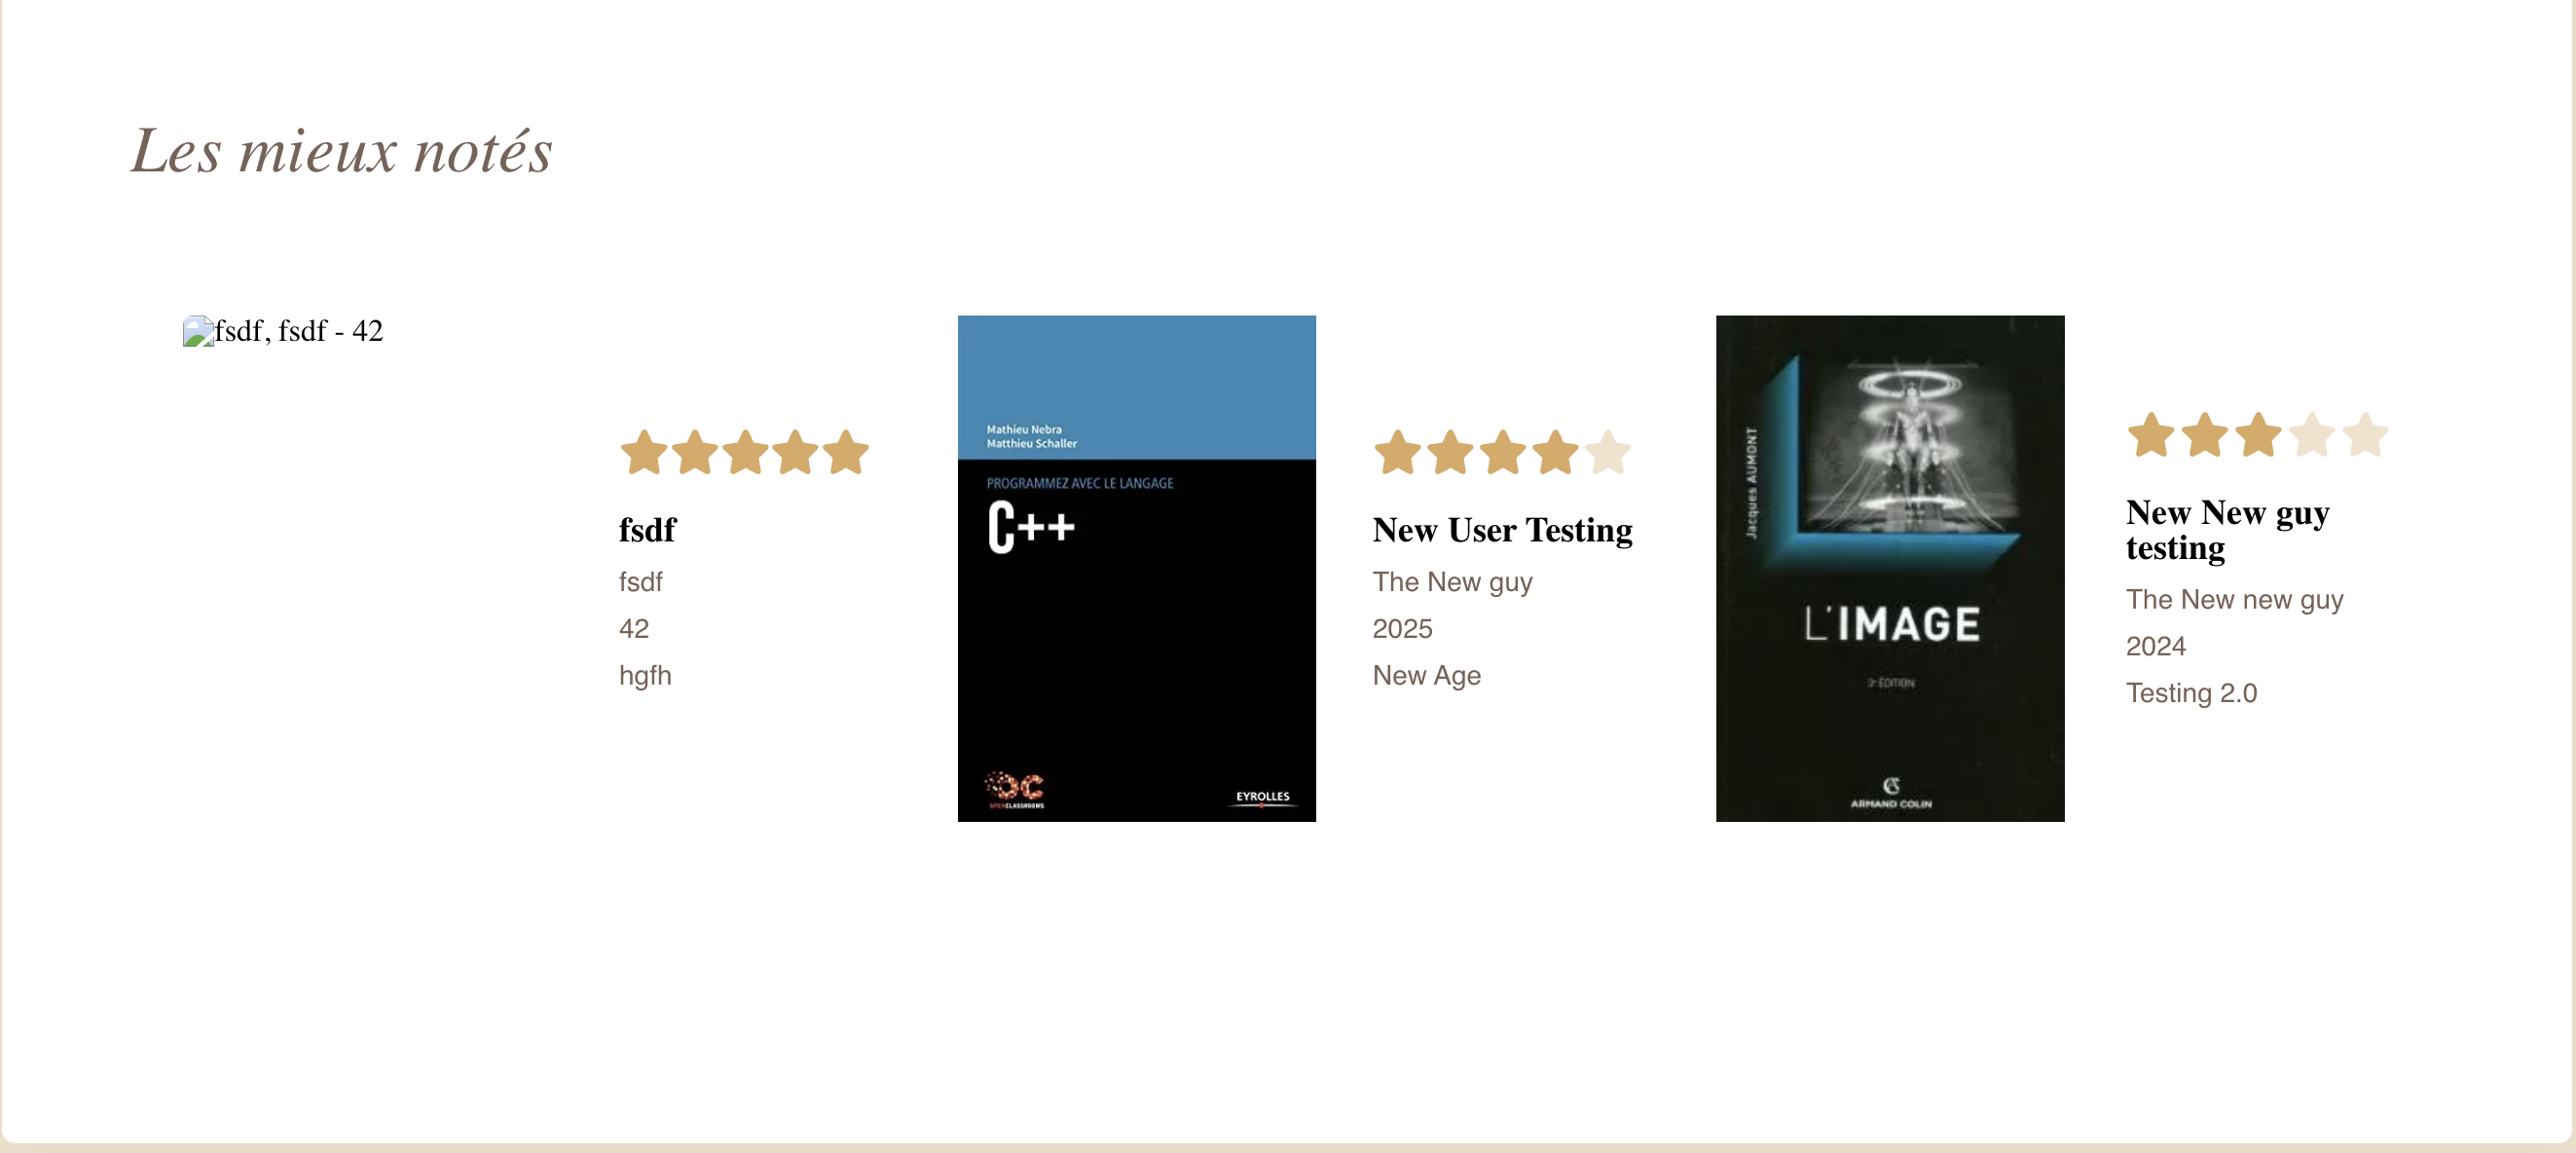 Les mieux notés
fsdf, fsdf - 42
fsdf
fsdf
42
hgfh
Mathieu Nebra
Matthieu Schaller
PROGRAMMEZ AVEC LE LANGAGE
C++
OPENCLASSROOMS
EYROLLES
New User Testing
The New guy
2025
New Age
Jacques AUMONT
L'IMAGE
3e ÉDITION
ARMAND COLIN
New New guy
testing
The New new guy
2024
Testing 2.0